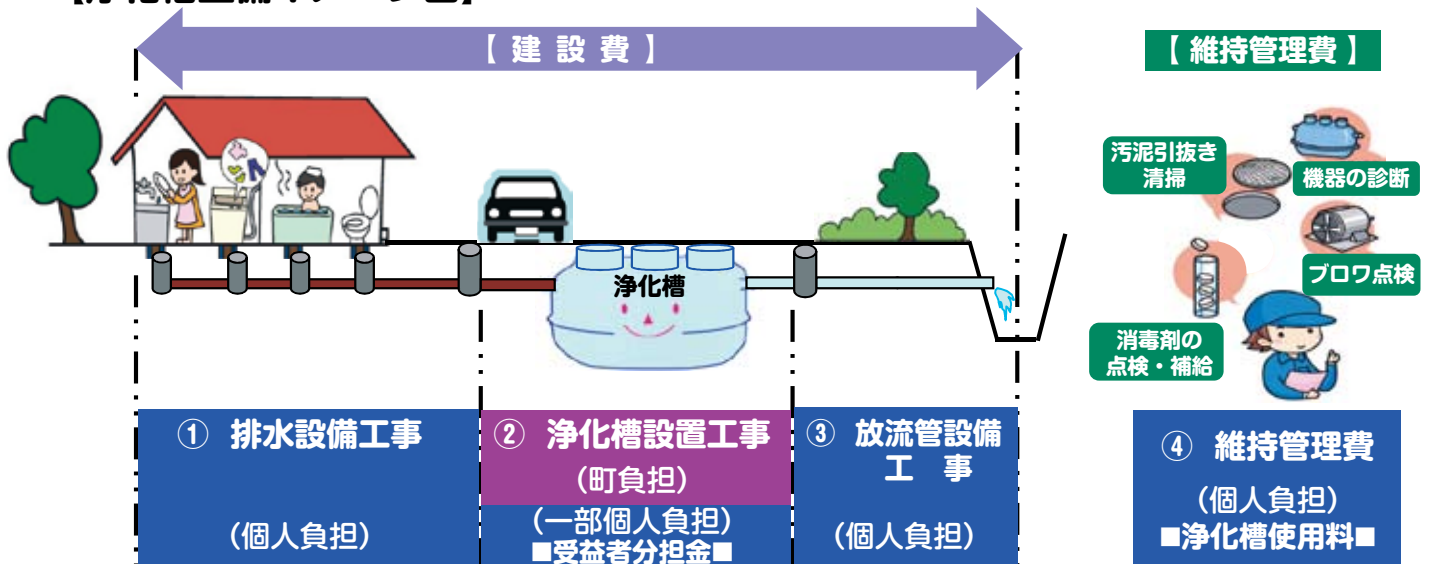 【 建 設 費 】
【 維持管理費 】
汚泥引抜き
清掃
機器の診断
ブロワ点検
消毒剤の
点検・補給
浄化槽
① 排水設備工事
(個人負担)
② 浄化槽設置工事
(町負担)
(一部個人負担)
■受益者分担金■
③ 放流管設備
工 事
(個人負担)
④ 維持管理費
(個人負担)
■浄化槽使用料■